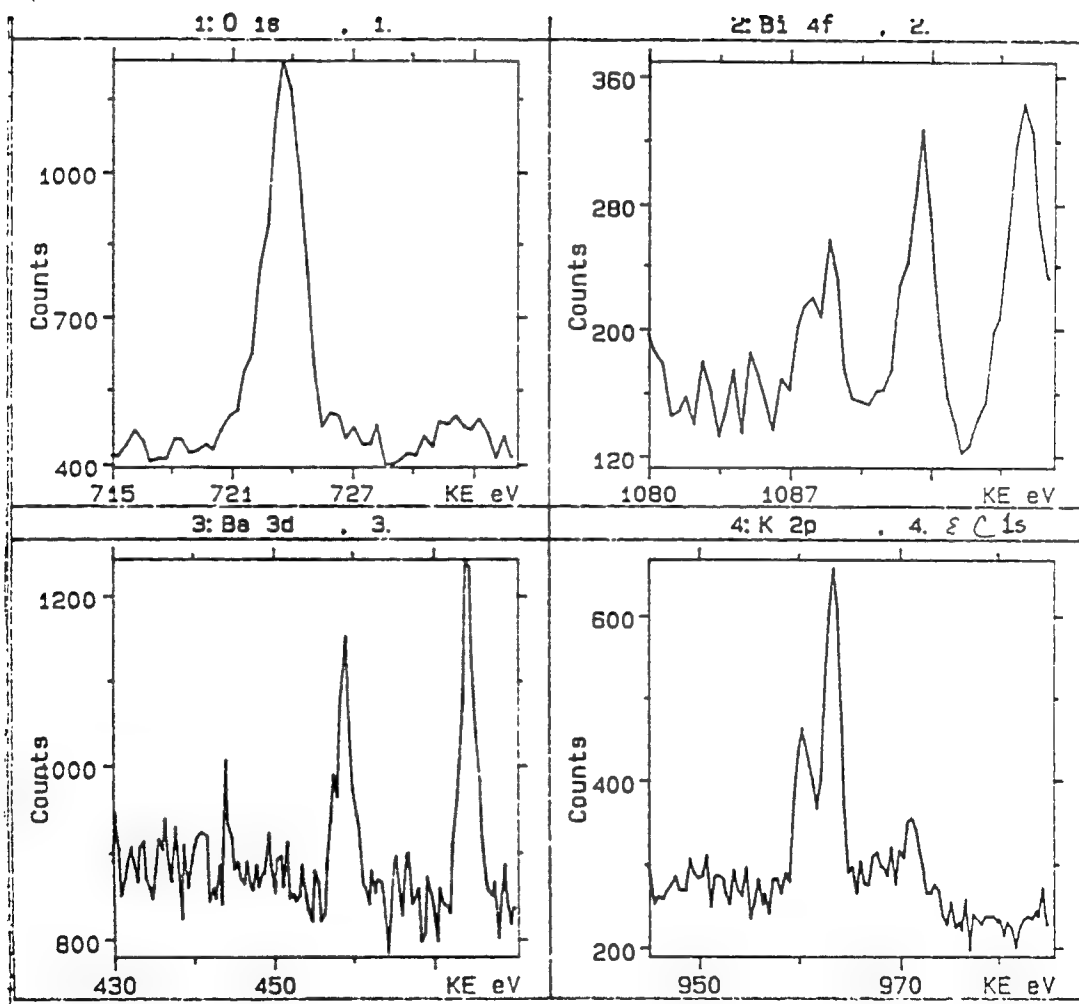 1: O 1s , 1.
1000
700
400
Counts
715 721 727 KE eV
2: Bi 4f , 2.
360
280
200
120
Counts
1080 1087 KE eV
3: Ba 3d , 3.
1200
1000
800
Counts
430 450 KE eV
4: K 2p , 4. & C 1s
600
400
200
Counts
950 970 KE eV